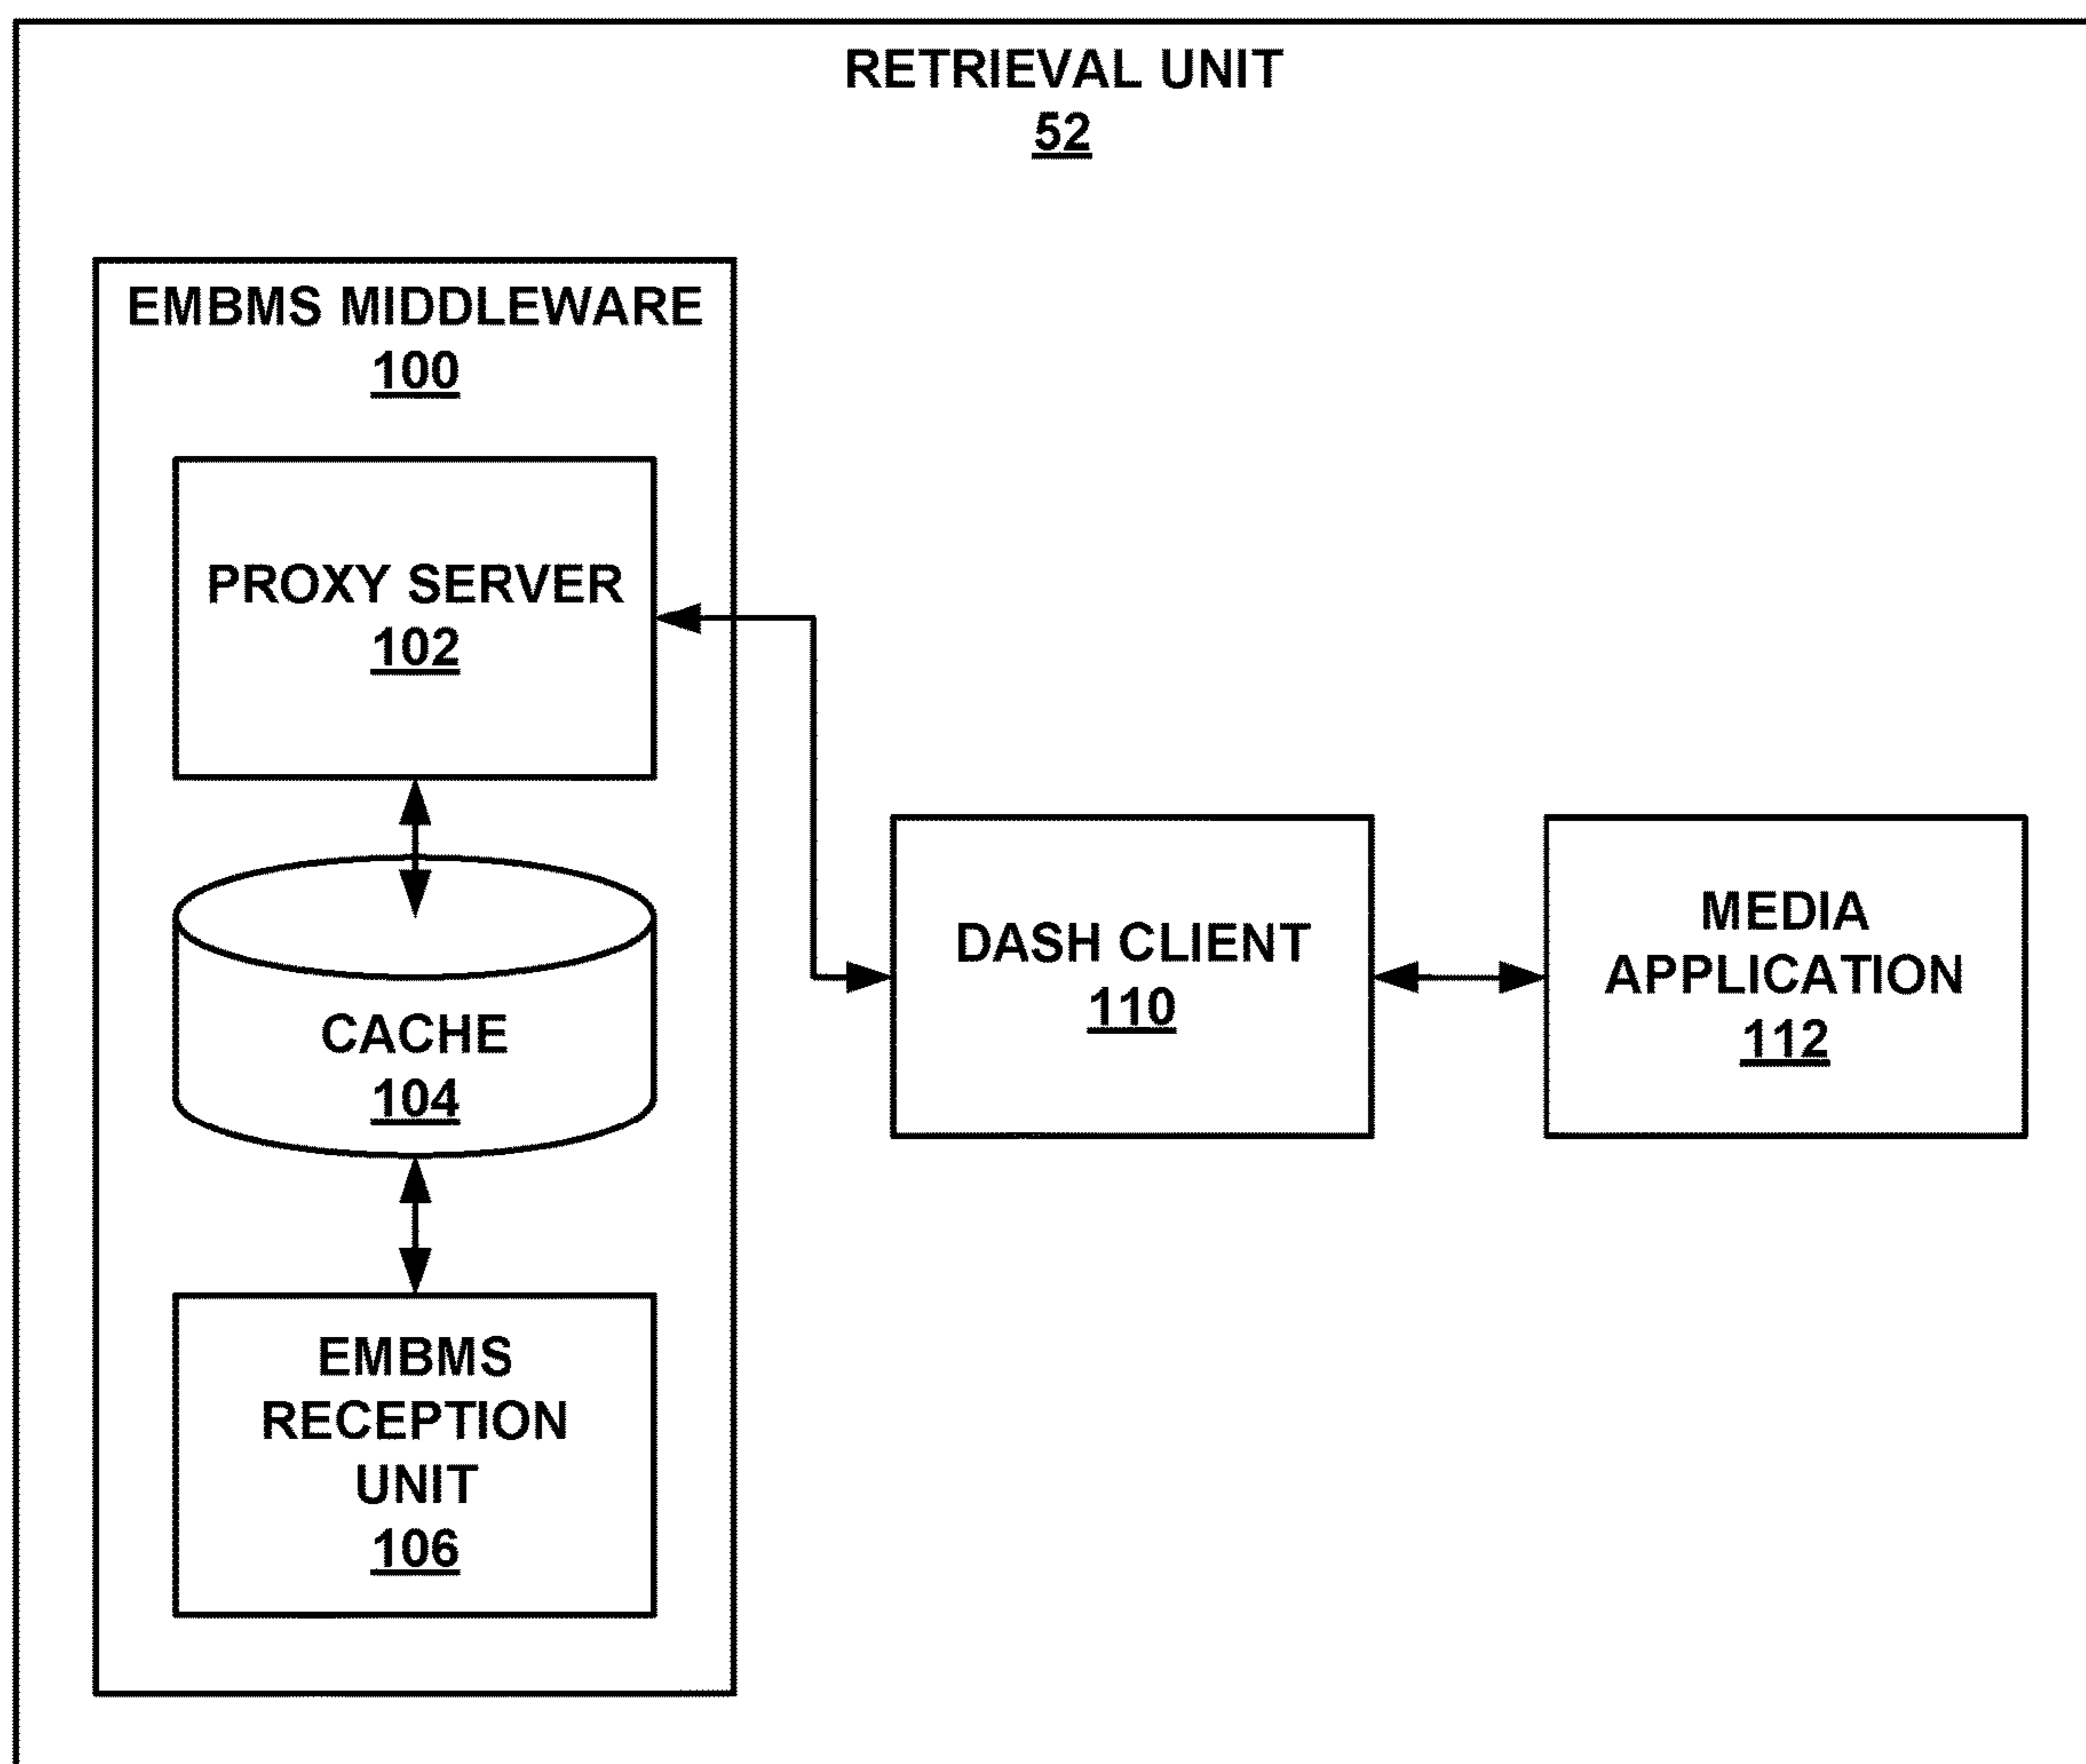 RETRIEVAL UNIT
52
EMBMS MIDDLEWARE
100
PROXY SERVER
102
CACHE
104
EMBMS
RECEPTION
UNIT
106
DASH CLIENT
110
MEDIA
APPLICATION
112